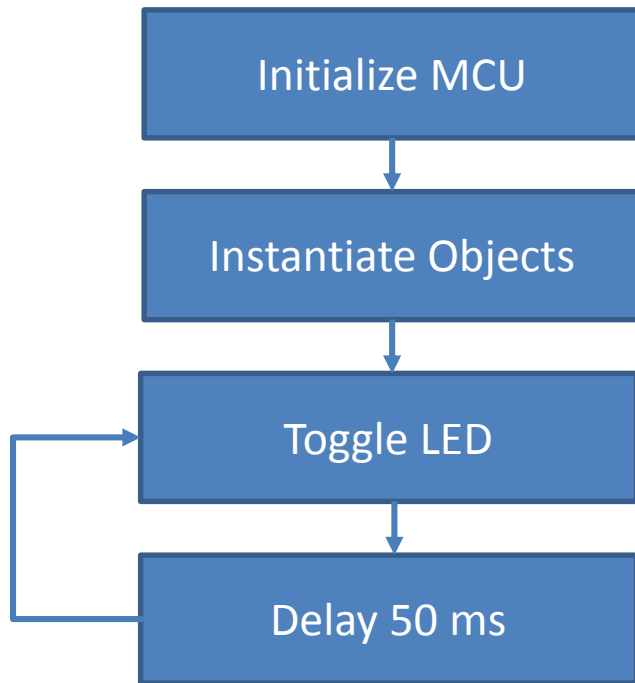 Initialize MCU
Instantiate Objects
Toggle LED
Delay 50 ms